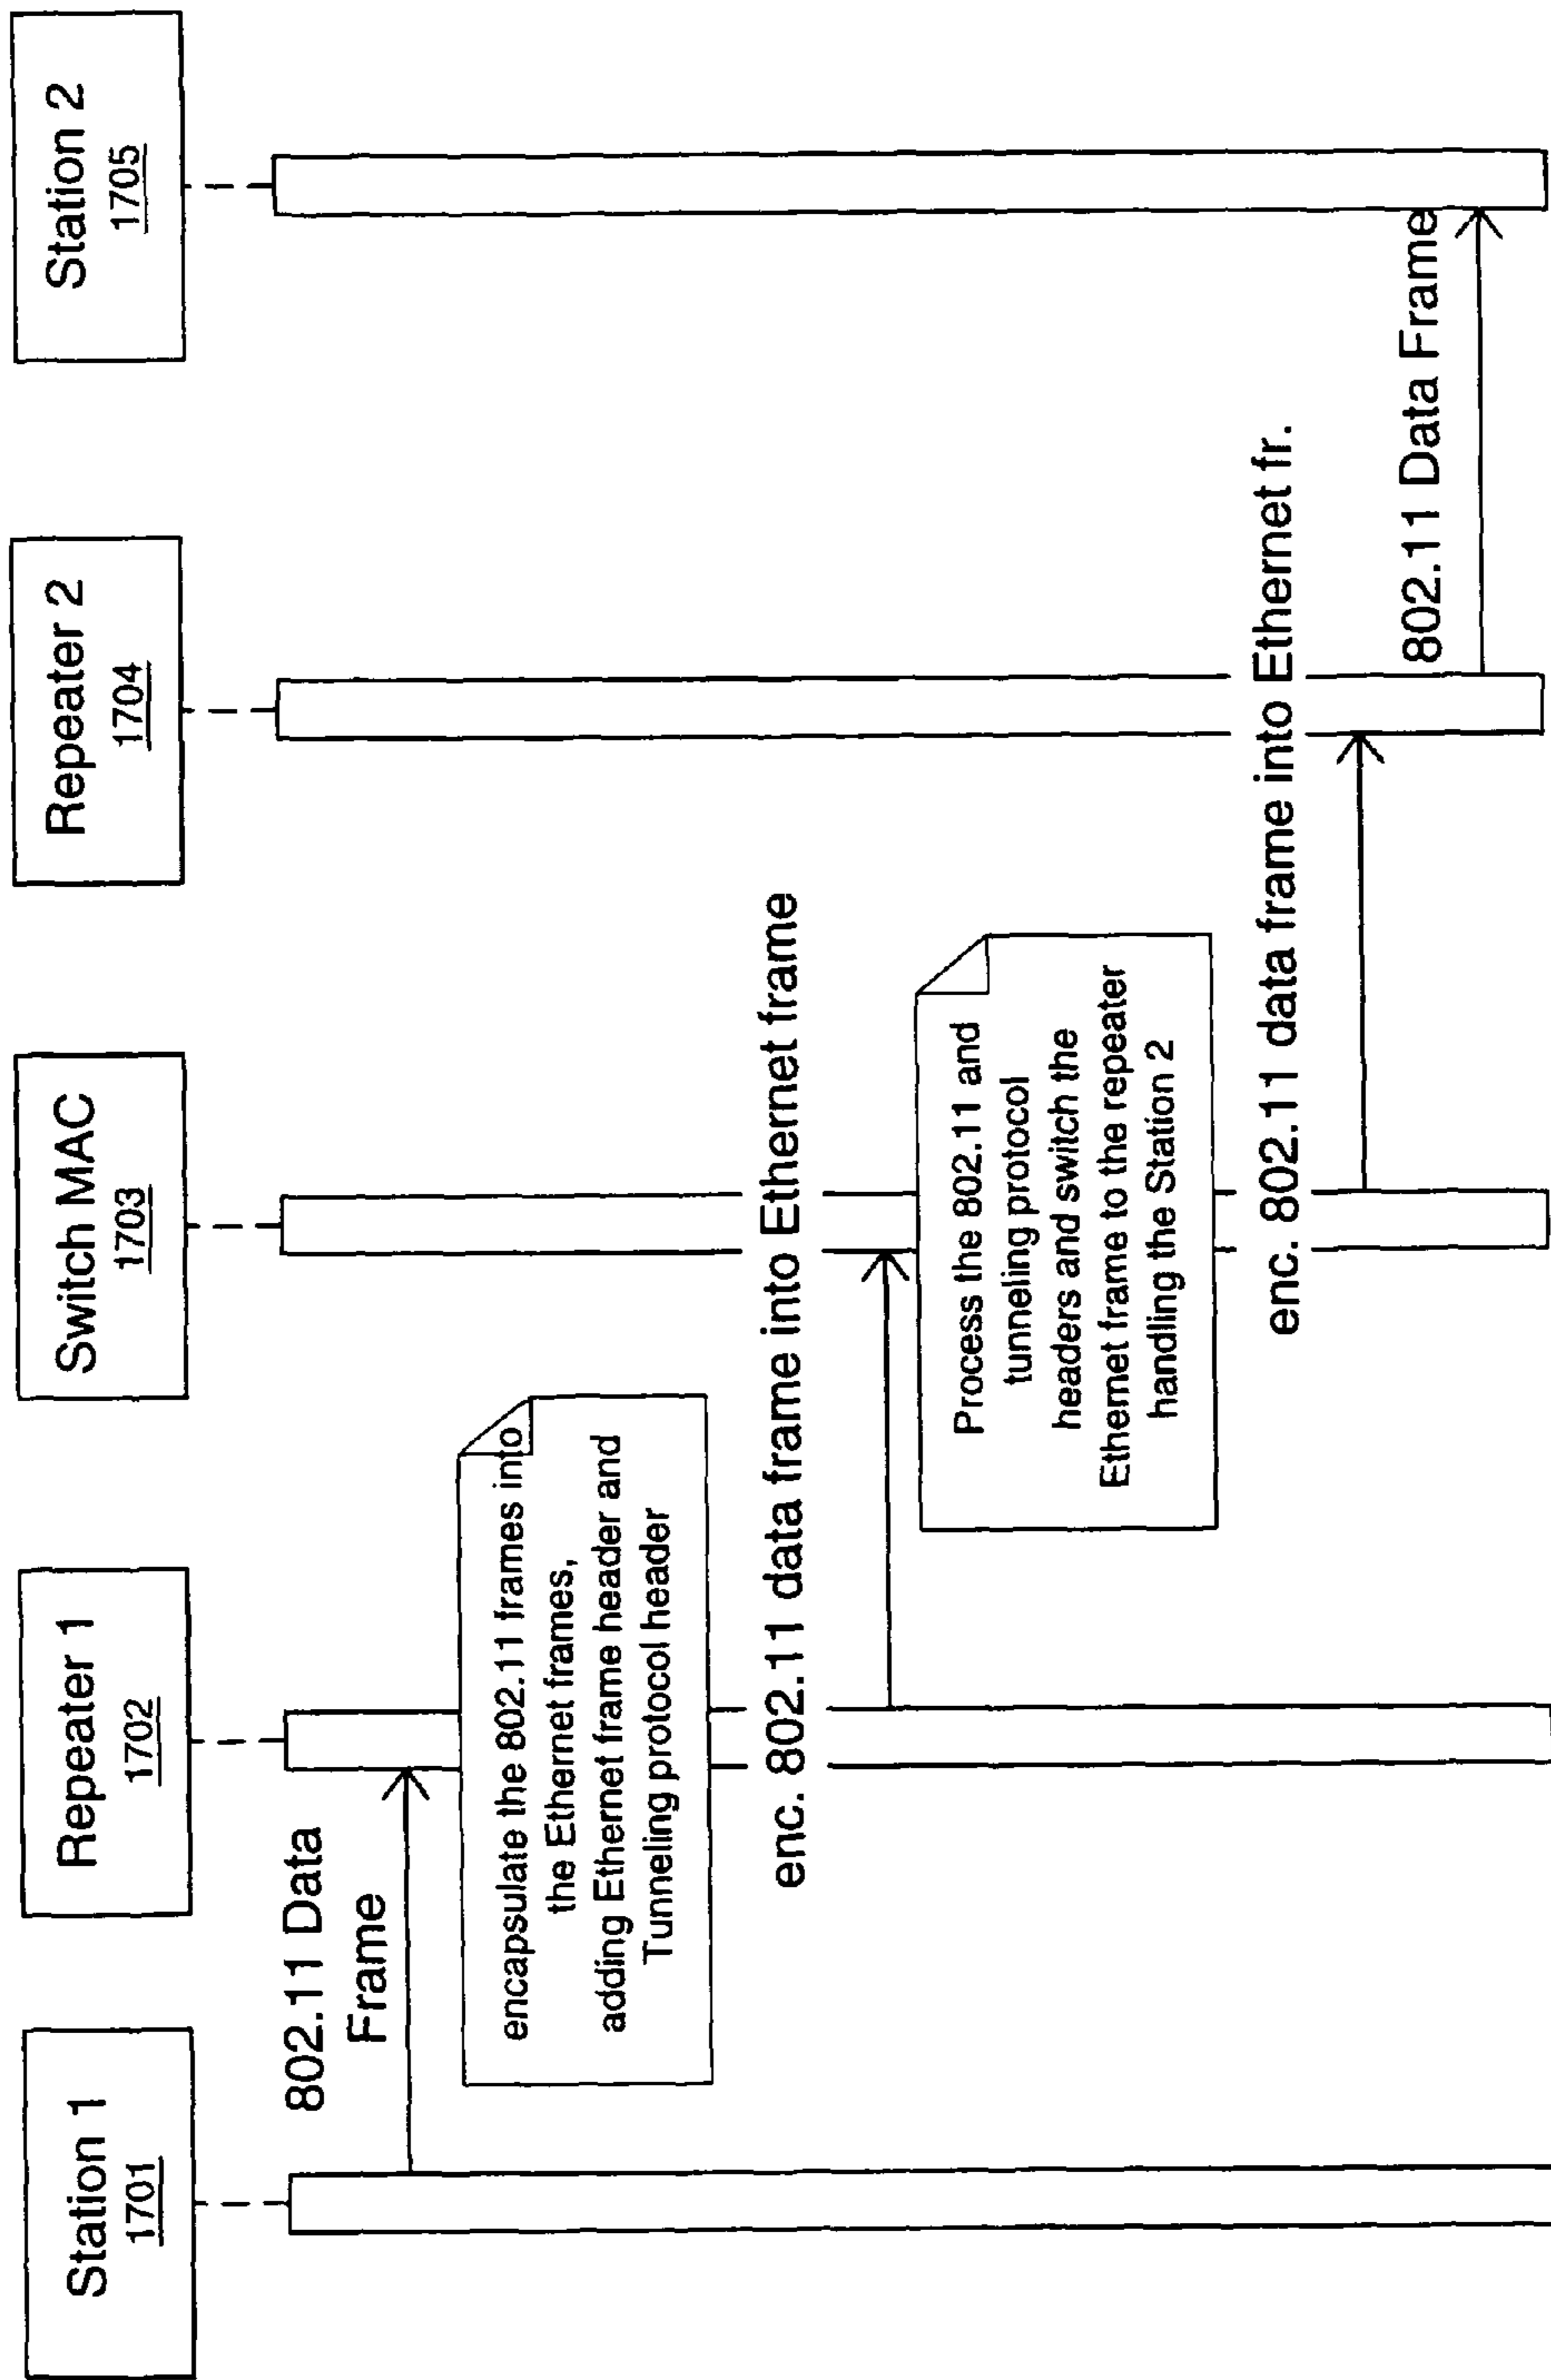 Station 1
1701
Repeater 1
1702
Switch MAC
1703
Repeater 2
1704
Station 2
1705
802.11 Data
Frame
encapsulate the 802.11 frames into
the Ethernet frames,
adding Ethernet frame header and
Tunneling protocol header
enc. 802.11 data frame into Ethernet frame
Process the 802.11 and
tunneling protocol
headers and switch the
Ethernet frame to the repeater
handling the Station 2
enc. 802.11 data frame into Ethernet fr.
802.11 Data Frame